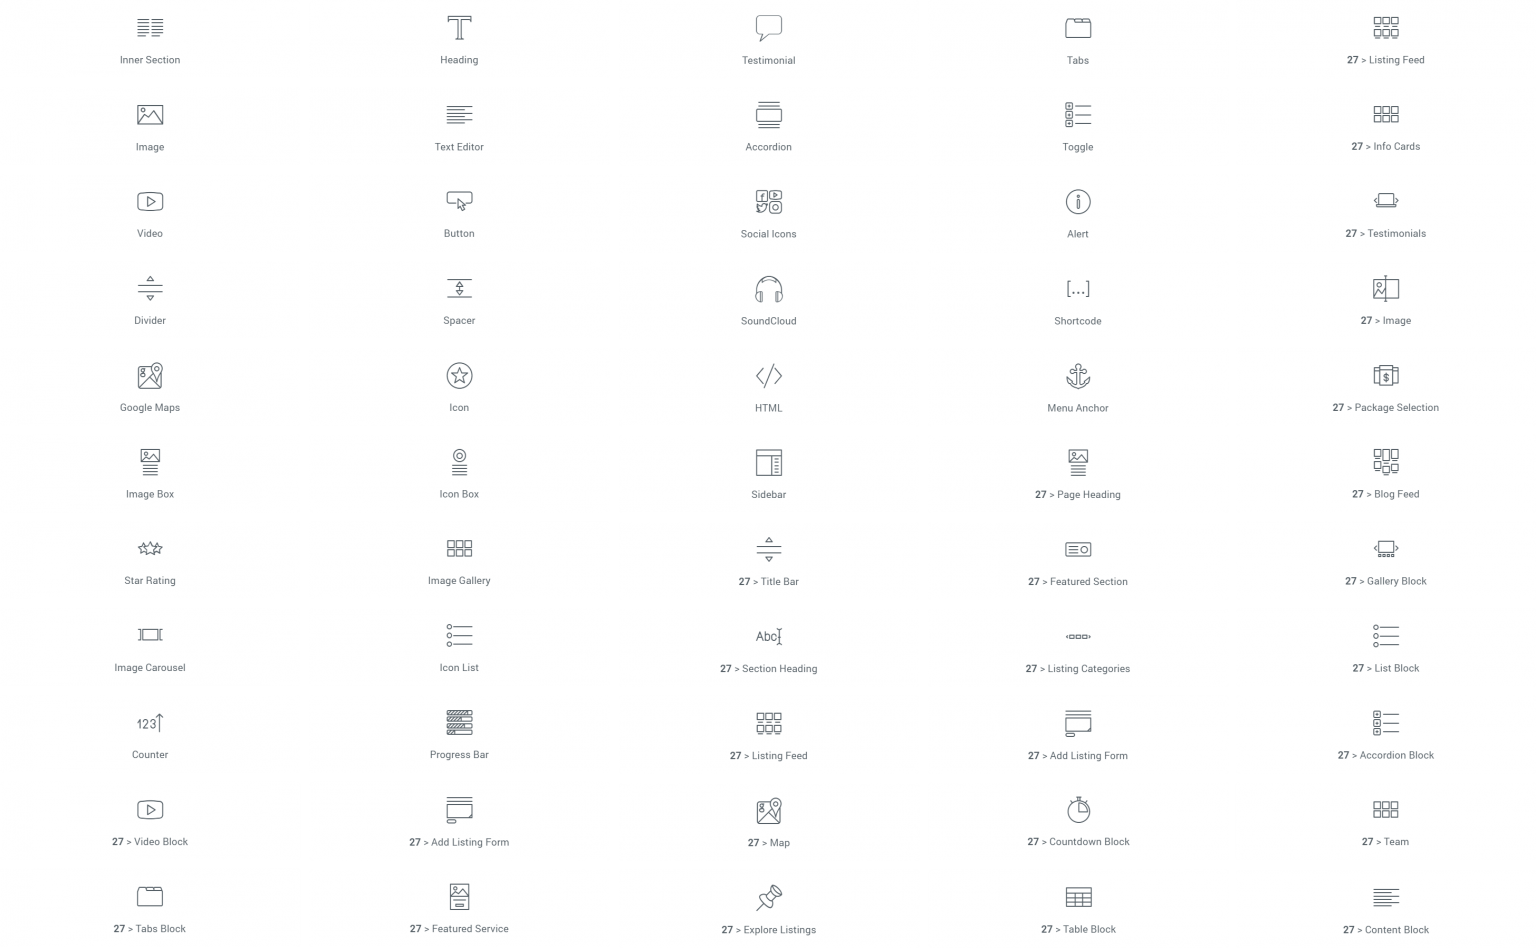 Inner Section
Heading
Testimonial
Tabs
27 > Listing Feed
Image
Text Editor
Accordion
Toggle
27 > Info Cards
Video
Button
Social Icons
Alert
27 > Testimonials
Divider
Spacer
SoundCloud
[...]
Shortcode
27 > Image
Google Maps
Icon
</>
HTML
Menu Anchor
$
27 > Package Selection
Image Box
Icon Box
Sidebar
27 > Page Heading
27 > Blog Feed
Star Rating
Image Gallery
27 > Title Bar
27 > Featured Section
27 > Gallery Block
Image Carousel
Icon List
Abc
27 > Section Heading
27 > Listing Categories
27 > List Block
123
Counter
Progress Bar
27 > Listing Feed
27 > Add Listing Form
27 > Accordion Block
27 > Video Block
27 > Add Listing Form
27 > Map
27 > Countdown Block
27 > Team
27 > Tabs Block
27 > Featured Service
27 > Explore Listings
27 > Table Block
27 > Content Block